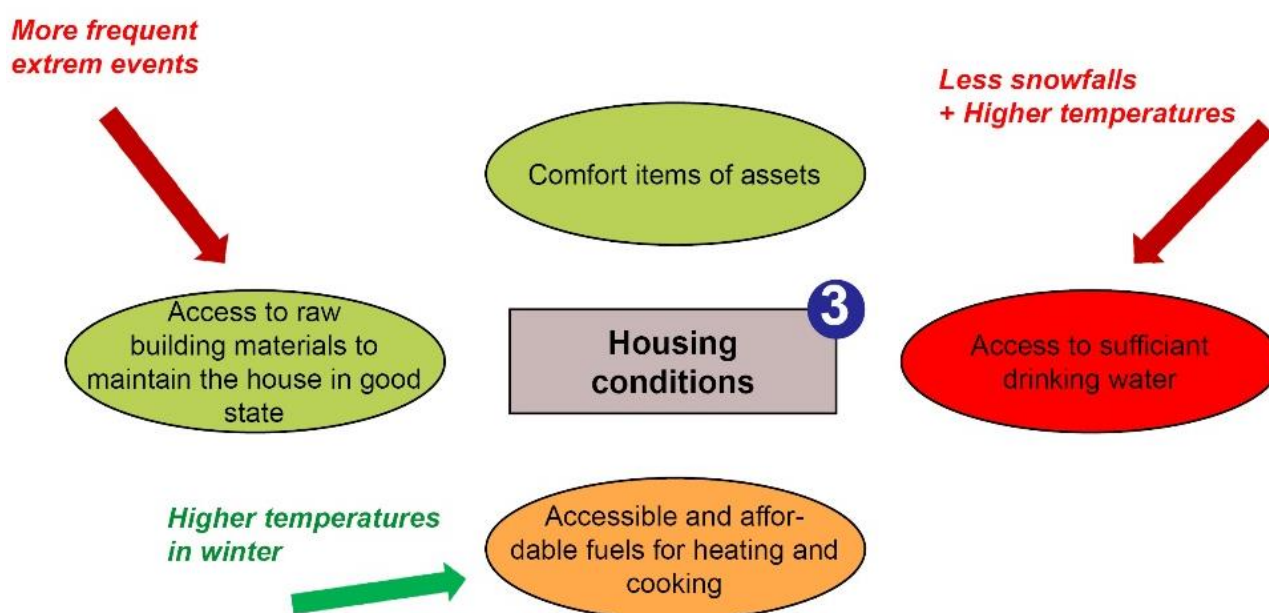 More frequent
extrem events
Less snowfalls
+ Higher temperatures
Comfort items of assets
Access to raw
building materials to
maintain the house in good
state
3
Housing
conditions
Access to sufficiant
drinking water
Higher temperatures
in winter
Accessible and affor-
dable fuels for heating and
cooking